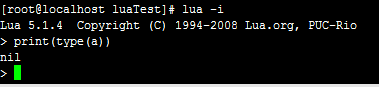 [root@localhost luaTest]# lua -i
Lua 5.1.4  Copyright (C) 1994-2008 Lua.org, PUC-Rio
> print(type(a))
nil
>